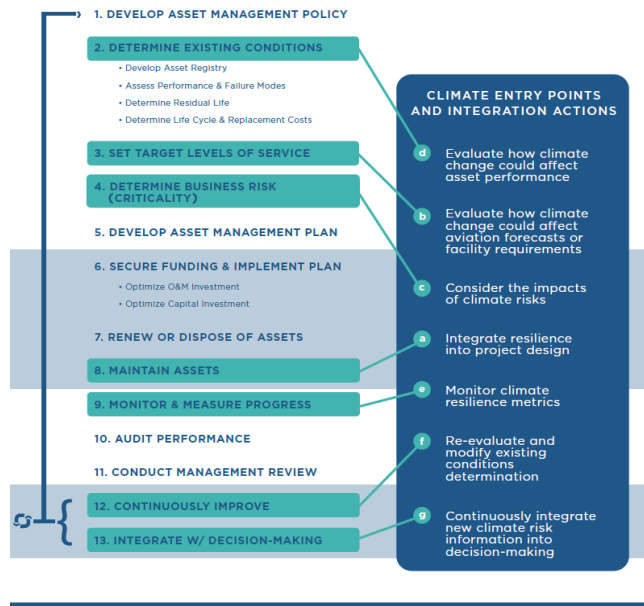 1. DEVELOP ASSET MANAGEMENT POLICY
2. DETERMINE EXISTING CONDITIONS
• Develop Asset Registry
• Assess Performance & Failure Modes
• Determine Residual Life
• Determine Life Cycle & Replacement Costs
3. SET TARGET LEVELS OF SERVICE
4. DETERMINE BUSINESS RISK
(CRITICALITY)
5. DEVELOP ASSET MANAGEMENT PLAN
6. SECURE FUNDING & IMPLEMENT PLAN
• Optimize O&M Investment
• Optimize Capital Investment
7. RENEW OR DISPOSE OF ASSETS
8. MAINTAIN ASSETS
9. MONITOR & MEASURE PROGRESS
10. AUDIT PERFORMANCE
11. CONDUCT MANAGEMENT REVIEW
12. CONTINUOUSLY IMPROVE
13. INTEGRATE W/ DECISION-MAKING
CLIMATE ENTRY POINTS
AND INTEGRATION ACTIONS
d Evaluate how climate
change could affect
asset performance
b Evaluate how climate
change could affect
aviation forecasts or
facility requirements
c Consider the impacts
of climate risks
a Integrate resilience
into project design
e Monitor climate
resilience metrics
f Re-evaluate and
modify existing
conditions
determination
g Continuously integrate
new climate risk
information into
decision-making